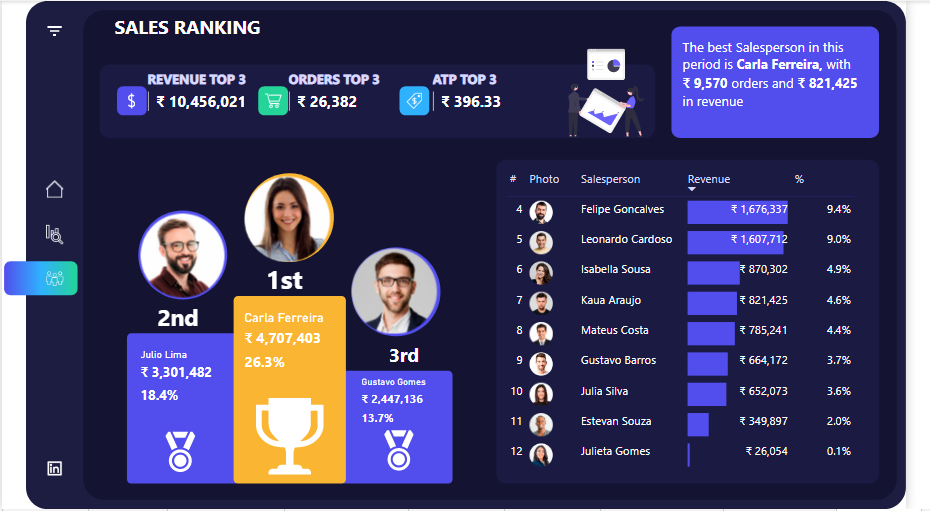 SALES RANKING
REVENUE TOP 3
₹ 10,456,021
ORDERS TOP 3
₹ 26,382
ATP TOP 3
₹ 396.33
The best Salesperson in this
period is Carla Ferreira, with
₹ 9,570 orders and ₹ 821,425
in revenue
1st
Carla Ferreira
₹ 4,707,403
26.3%
2nd
Julio Lima
₹ 3,301,482
18.4%
3rd
Gustavo Gomes
₹ 2,447,136
13.7%
# Photo Salesperson Revenue %
4 Felipe Goncalves ₹ 1,676,337 9.4%
5 Leonardo Cardoso ₹ 1,607,712 9.0%
6 Isabella Sousa ₹ 870,302 4.9%
7 Kaua Araujo ₹ 821,425 4.6%
8 Mateus Costa ₹ 785,241 4.4%
9 Gustavo Barros ₹ 664,172 3.7%
10 Julia Silva ₹ 652,073 3.6%
11 Estevan Souza ₹ 349,897 2.0%
12 Julieta Gomes ₹ 26,054 0.1%
in